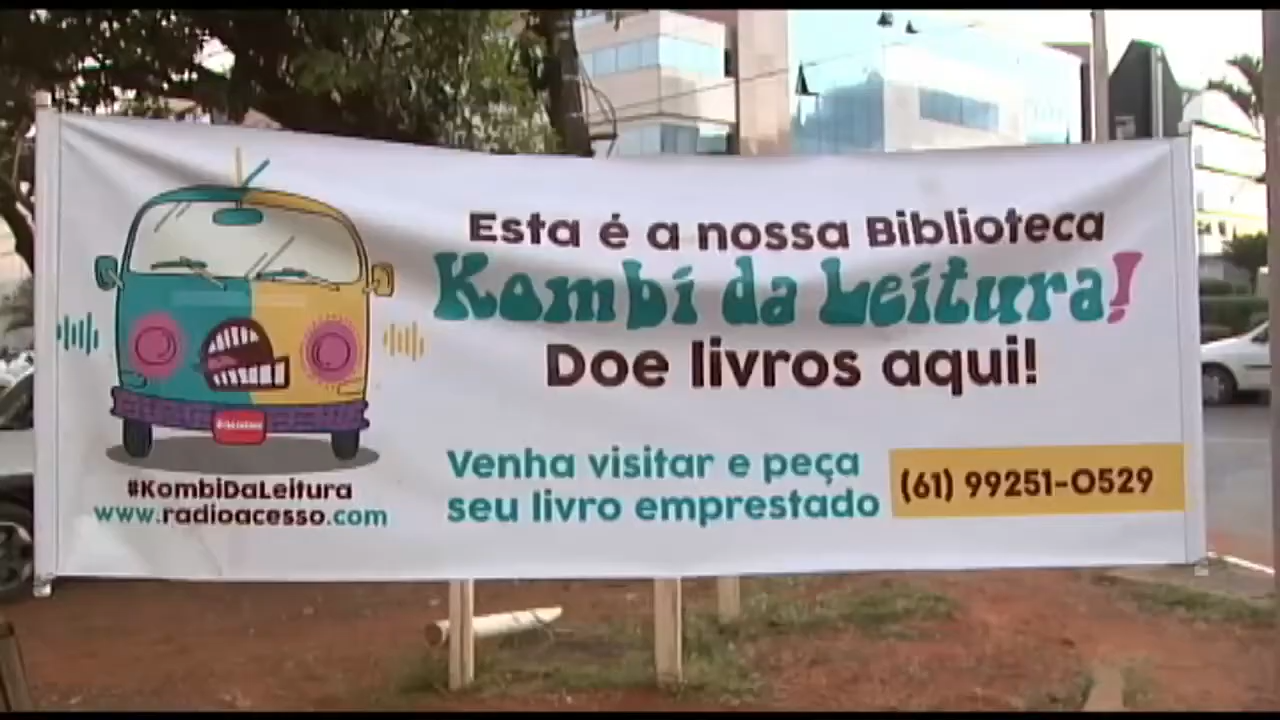 Esta é a nossa Biblioteca
Kombi da Leitura!
Doe livros aqui!
Venha visitar e peça
seu livro emprestado
(61) 99251-0529
#KombiDaLeitura
www.radioacesso.com